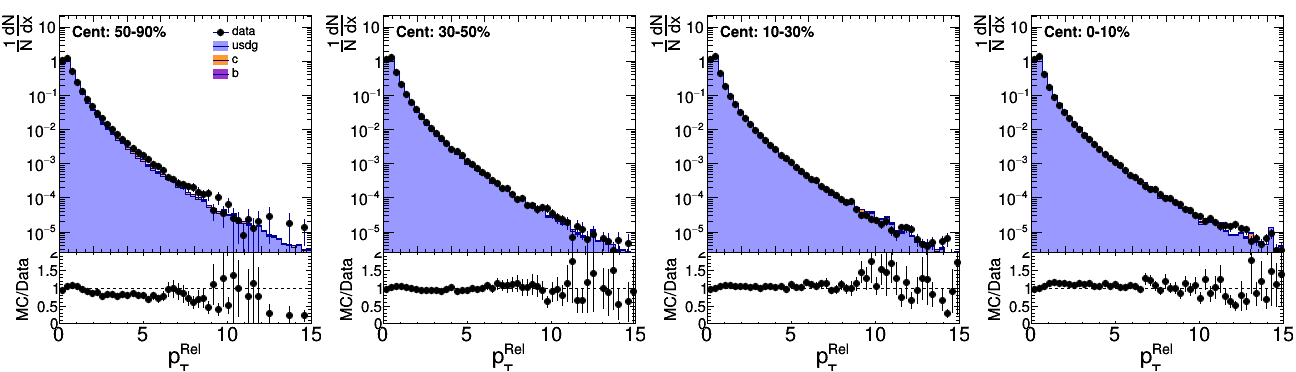 1 dN
N dx
Cent: 50-90%
data
usdg
c
b
1
10⁻¹
10⁻²
10⁻³
10⁻⁴
10⁻⁵
MC/Data
2
1.5
1
0.5
0
0 5 10 15
p_T^Rel
1 dN
N dx
Cent: 30-50%
1
10⁻¹
10⁻²
10⁻³
10⁻⁴
10⁻⁵
MC/Data
2
1.5
1
0.5
0
0 5 10 15
p_T^Rel
1 dN
N dx
Cent: 10-30%
1
10⁻¹
10⁻²
10⁻³
10⁻⁴
10⁻⁵
MC/Data
2
1.5
1
0.5
0
0 5 10 15
p_T^Rel
1 dN
N dx
Cent: 0-10%
1
10⁻¹
10⁻²
10⁻³
10⁻⁴
10⁻⁵
MC/Data
2
1.5
1
0.5
0
0 5 10 15
p_T^Rel